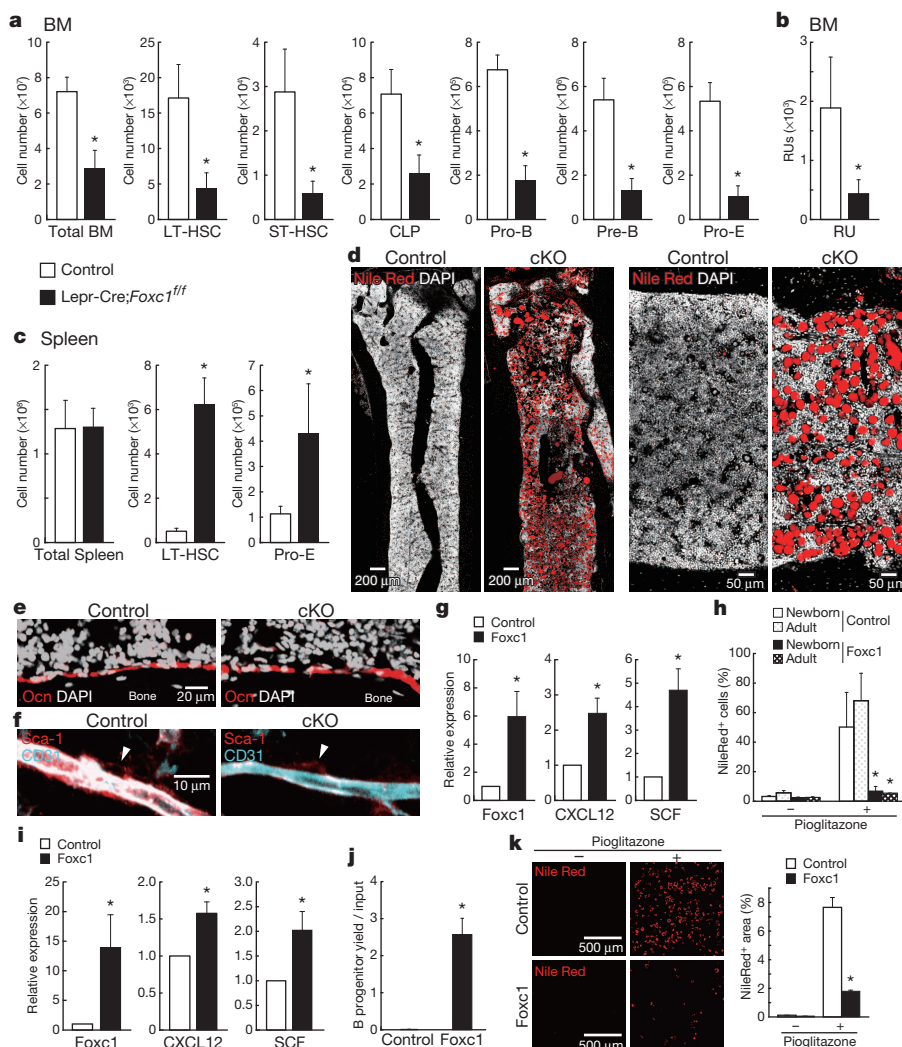 a BM
b BM
Cell number (×10⁷)
10
8
6
4
2
0
*
Total BM
Cell number (×10³)
25
20
15
10
5
0
*
LT-HSC
Cell number (×10⁴)
4
3
2
1
0
*
ST-HSC
Cell number (×10⁴)
10
8
6
4
2
0
*
CLP
Cell number (×10⁵)
8
6
4
2
0
*
Pro-B
Cell number (×10⁶)
8
6
4
2
0
*
Pre-B
Cell number (×10⁵)
8
6
4
2
0
*
Pro-E
RUs (×10³)
3
2
1
0
*
RU
Control
Lepr-Cre;Foxc1f/f
c Spleen
Cell number (×10⁸)
2
1
0
Total Spleen
Cell number (×10³)
9
6
3
0
*
LT-HSC
Cell number (×10⁵)
7
6
5
4
3
2
1
0
*
Pro-E
d Control cKO Control cKO
Nile Red DAPI
Nile Red DAPI
200 μm
200 μm
50 μm
50 μm
e Control cKO
Ocn DAPI Bone 20 μm
Ocn DAPI Bone
f Control cKO
Sca-1
CD31
10 μm
Sca-1
CD31
g
Control
Foxc1
Relative expression
8
6
4
2
0
*
Foxc1
4
3
2
1
0
*
CXCL12
6
5
4
3
2
1
0
*
SCF
h
Newborn
Adult
Control
Newborn
Adult
Foxc1
NileRed⁺ cells (%)
100
80
60
40
20
0
* *
− +
Pioglitazone
i
Control
Foxc1
Relative expression
25
20
15
10
5
0
*
Foxc1
2.0
1.5
1.0
0.5
0
*
CXCL12
3.0
2.5
2.0
1.5
1.0
0.5
0
*
SCF
j
B progenitor yield / input
4
3
2
1
0
*
Control Foxc1
k
Pioglitazone
− +
Control
Nile Red
500 μm
Foxc1
Nile Red
500 μm
Control
Foxc1
NileRed⁺ area (%)
10
8
6
4
2
0
*
− +
Pioglitazone